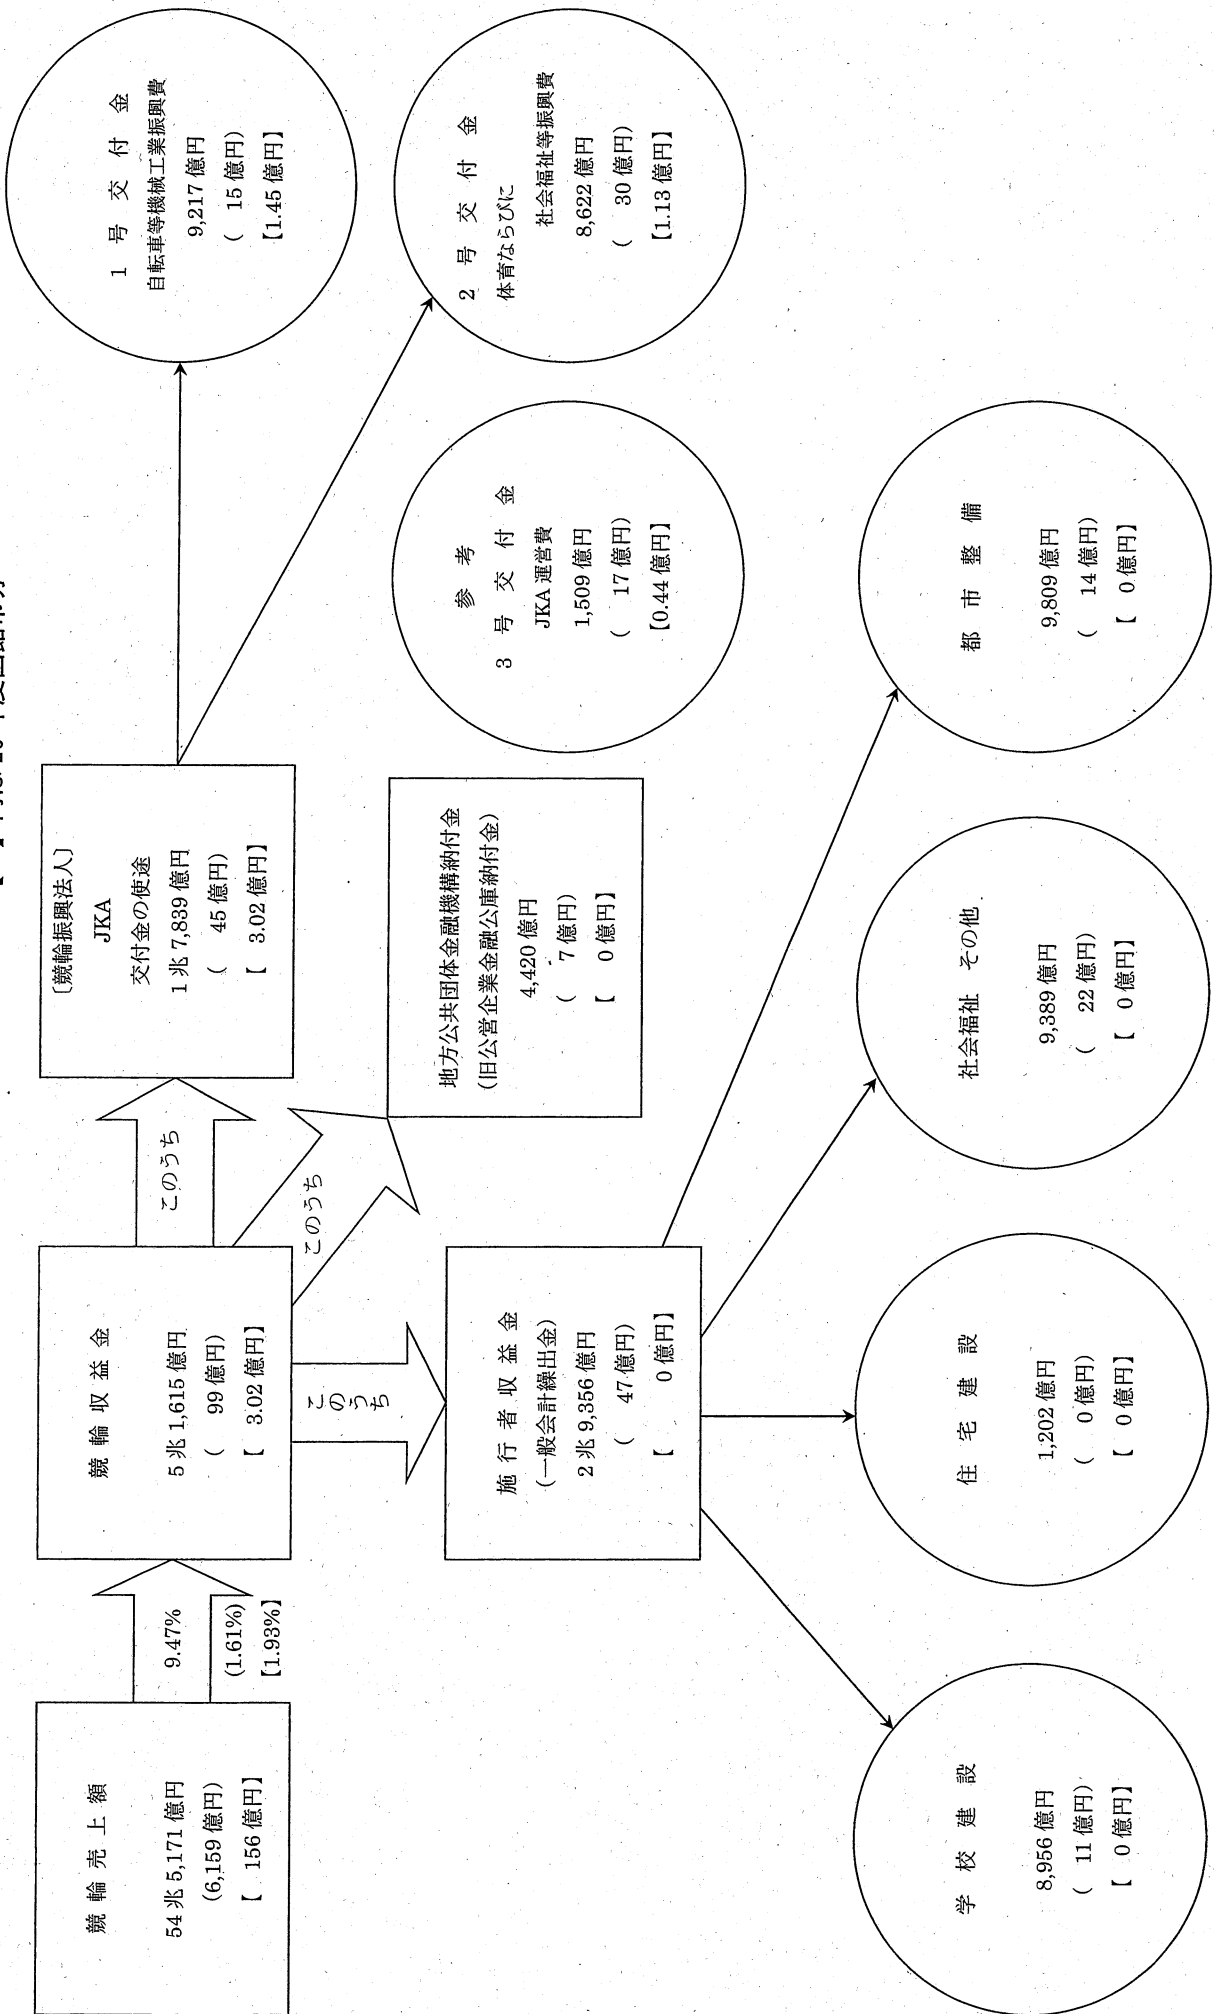 競輪売上額
54兆5,171億円
(6,159億円)
【 156億円】
9.47%
(1.61%)
【1.93%】
競輪収益金
5兆1,615億円
( 99億円)
【 3.02億円】
このうち
〔競輪振興法人〕
JKA
交付金の使途
1兆7,839億円
( 45億円)
【 3.02億円】
1号交付金
自転車等機械工業振興費
9,217億円
( 15億円)
【1.45億円】
2号交付金
体育ならびに
社会福祉等振興費
8,622億円
( 30億円)
【1.13億円】
参考
3号交付金
JKA運営費
1,509億円
( 17億円)
【0.44億円】
このうち
地方公共団体金融機構納付金
(旧公営企業金融公庫納付金)
4,420億円
( 7億円)
【 0億円】
この
うち
施行者収益金
(一般会計繰出金)
2兆9,356億円
( 47億円)
【 0億円】
学校建設
8,956億円
( 11億円)
【 0億円】
住宅建設
1,202億円
( 0億円)
【 0億円】
社会福祉 その他
9,389億円
( 22億円)
【 0億円】
都市整備
9,809億円
( 14億円)
【 0億円】